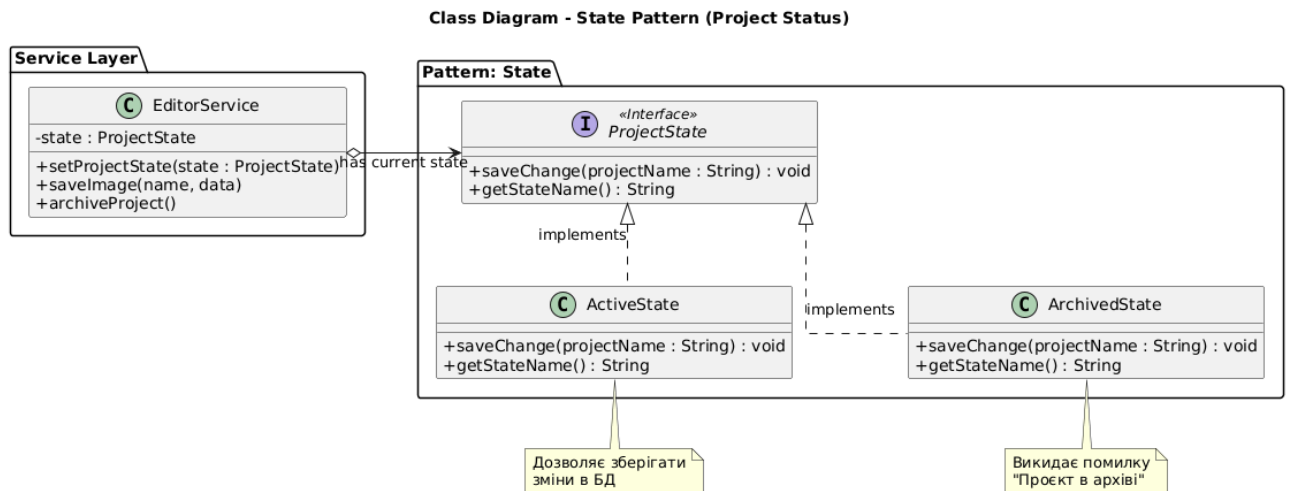 Class Diagram - State Pattern (Project Status)
Service Layer
C EditorService
-state : ProjectState
+setProjectState(state : ProjectState)
+saveImage(name, data)
+archiveProject()
has current state
Pattern: State
I «Interface»
ProjectState
+saveChange(projectName : String) : void
+getStateName() : String
implements
implements
C ActiveState
+saveChange(projectName : String) : void
+getStateName() : String
C ArchivedState
+saveChange(projectName : String) : void
+getStateName() : String
Дозволяє зберігати
зміни в БД
Викидає помилку
"Проєкт в архіві"